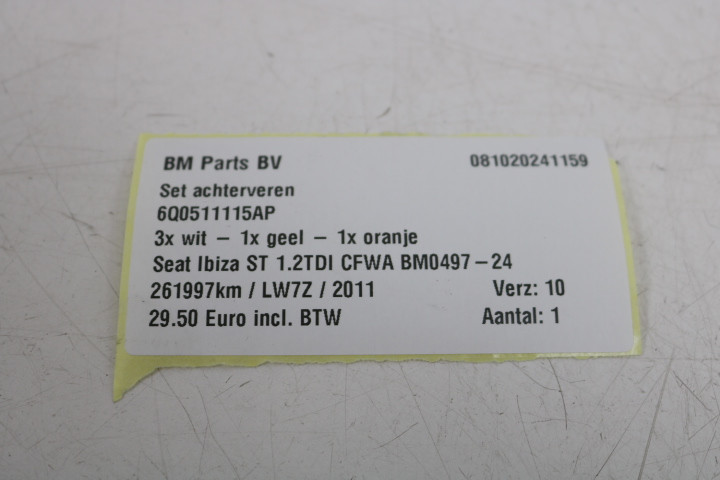 BM Parts BV 081020241159
Set achterveren
6Q0511115AP
3x wit – 1x geel – 1x oranje
Seat Ibiza ST 1.2TDI CFWA BM0497–24
261997km / LW7Z / 2011 Verz: 10
29.50 Euro incl. BTW Aantal: 1